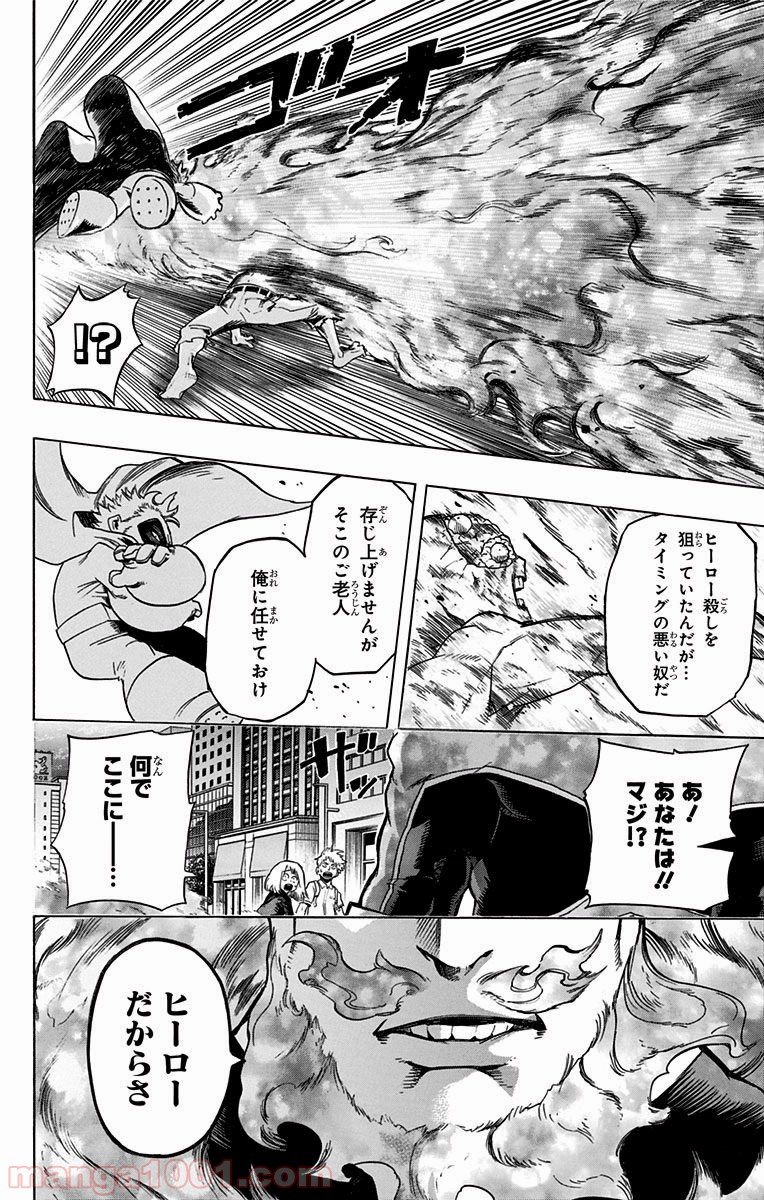 ゴオ
!?
ヒーロー殺しを
狙っていたんだが…
タイミングの悪い奴だ
存じ上げませんが
そこのご老人
俺に任せておけ
あ!
あなたは!!
マジ!?
ザッ
何で
ここに――…
ヒーロー
だからさ
manga1001.com